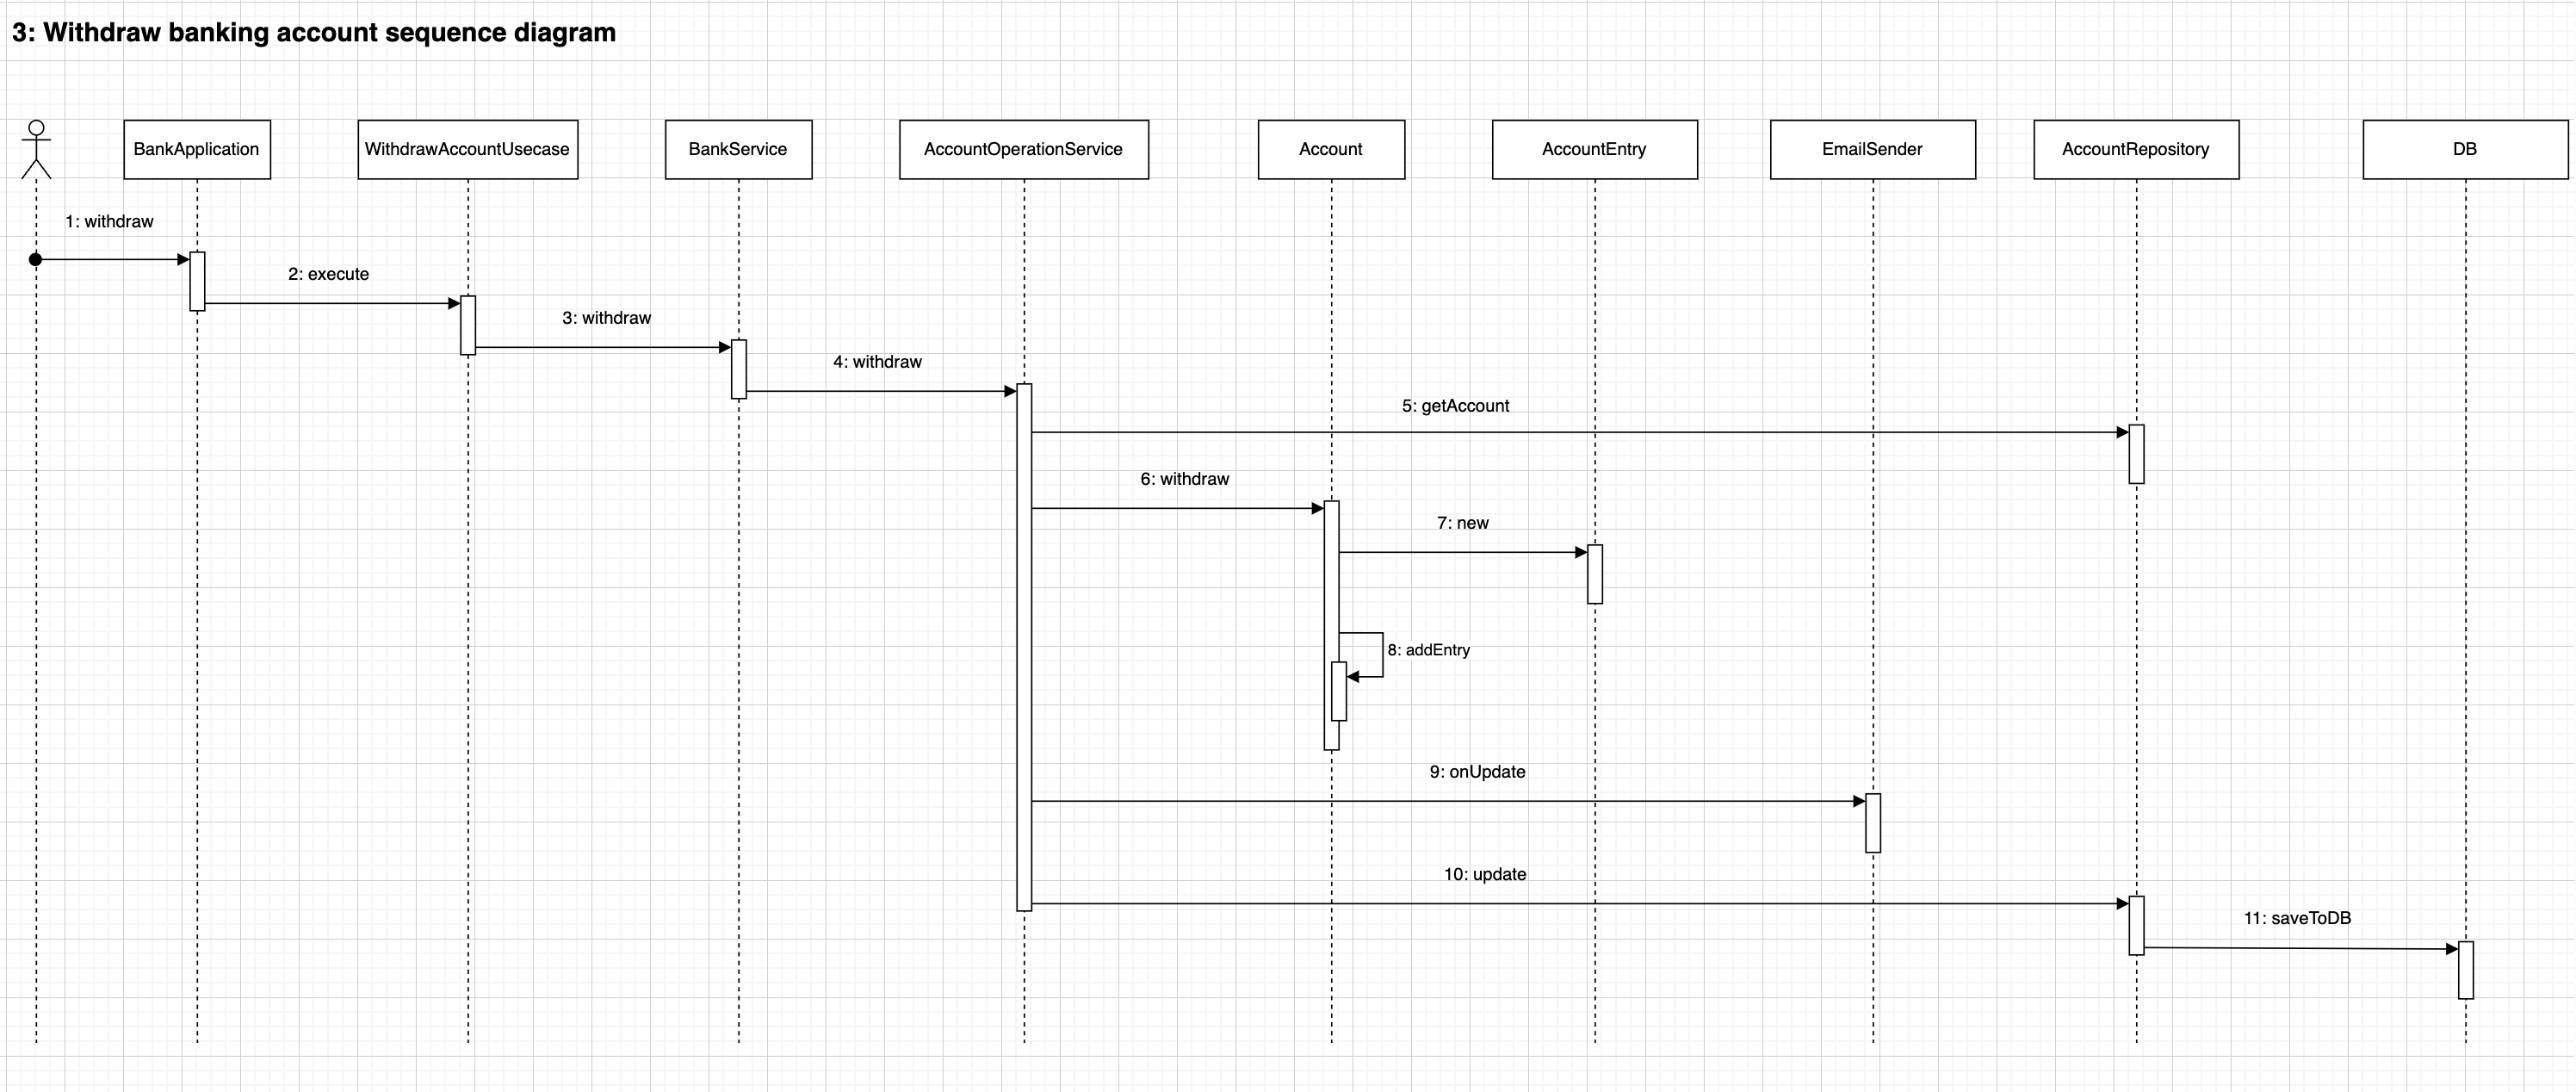 3: Withdraw banking account sequence diagram
BankApplication
WithdrawAccountUsecase
BankService
AccountOperationService
Account
AccountEntry
EmailSender
AccountRepository
DB
1: withdraw
2: execute
3: withdraw
4: withdraw
5: getAccount
6: withdraw
7: new
8: addEntry
9: onUpdate
10: update
11: saveToDB